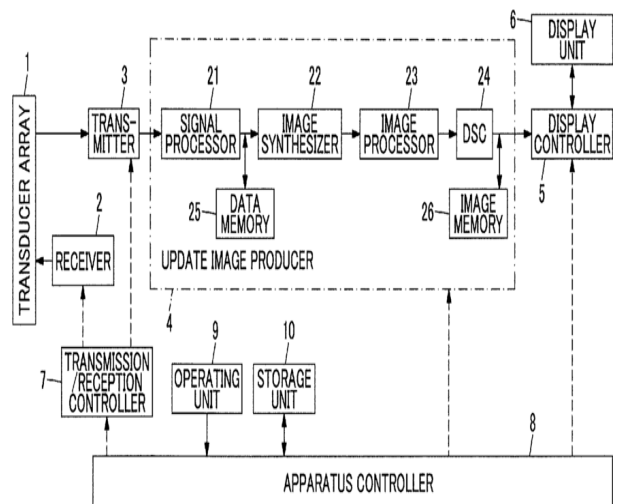 1
TRANSDUCER ARRAY
3
TRANS-
MITTER
21
SIGNAL
PROCESSOR
22
IMAGE
SYNTHESIZER
23
IMAGE
PROCESSOR
24
DSC
6
DISPLAY
UNIT
DISPLAY
CONTROLLER
5
2
RECEIVER
25
DATA
MEMORY
26
IMAGE
MEMORY
UPDATE IMAGE PRODUCER
4
7
TRANSMISSION
/RECEPTION
CONTROLLER
9
OPERATING
UNIT
10
STORAGE
UNIT
8
APPARATUS CONTROLLER